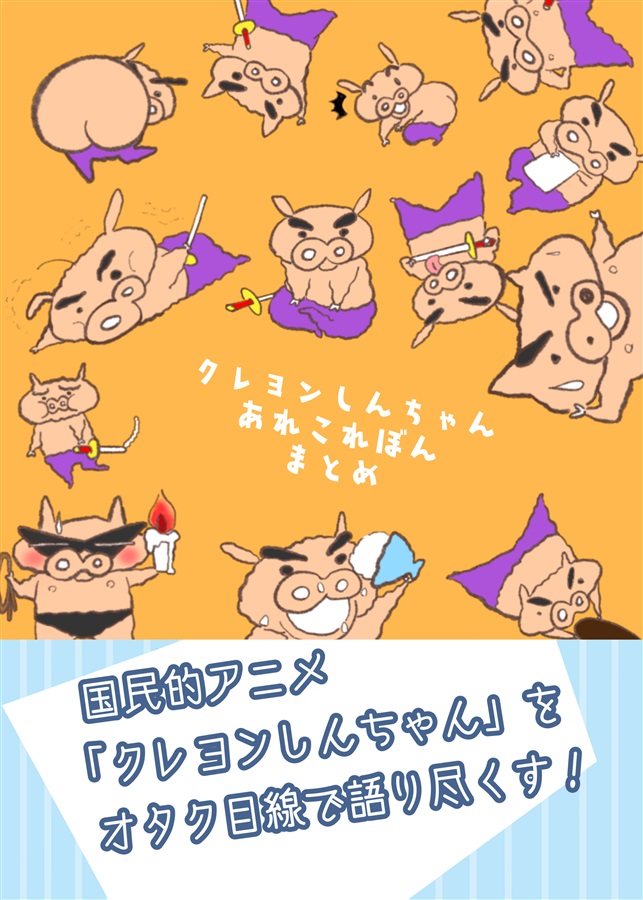 クレヨンしんちゃん
あれこれぼん
まとめ
国民的アニメ
「クレヨンしんちゃん」を
オタク目線で語り尽くす！